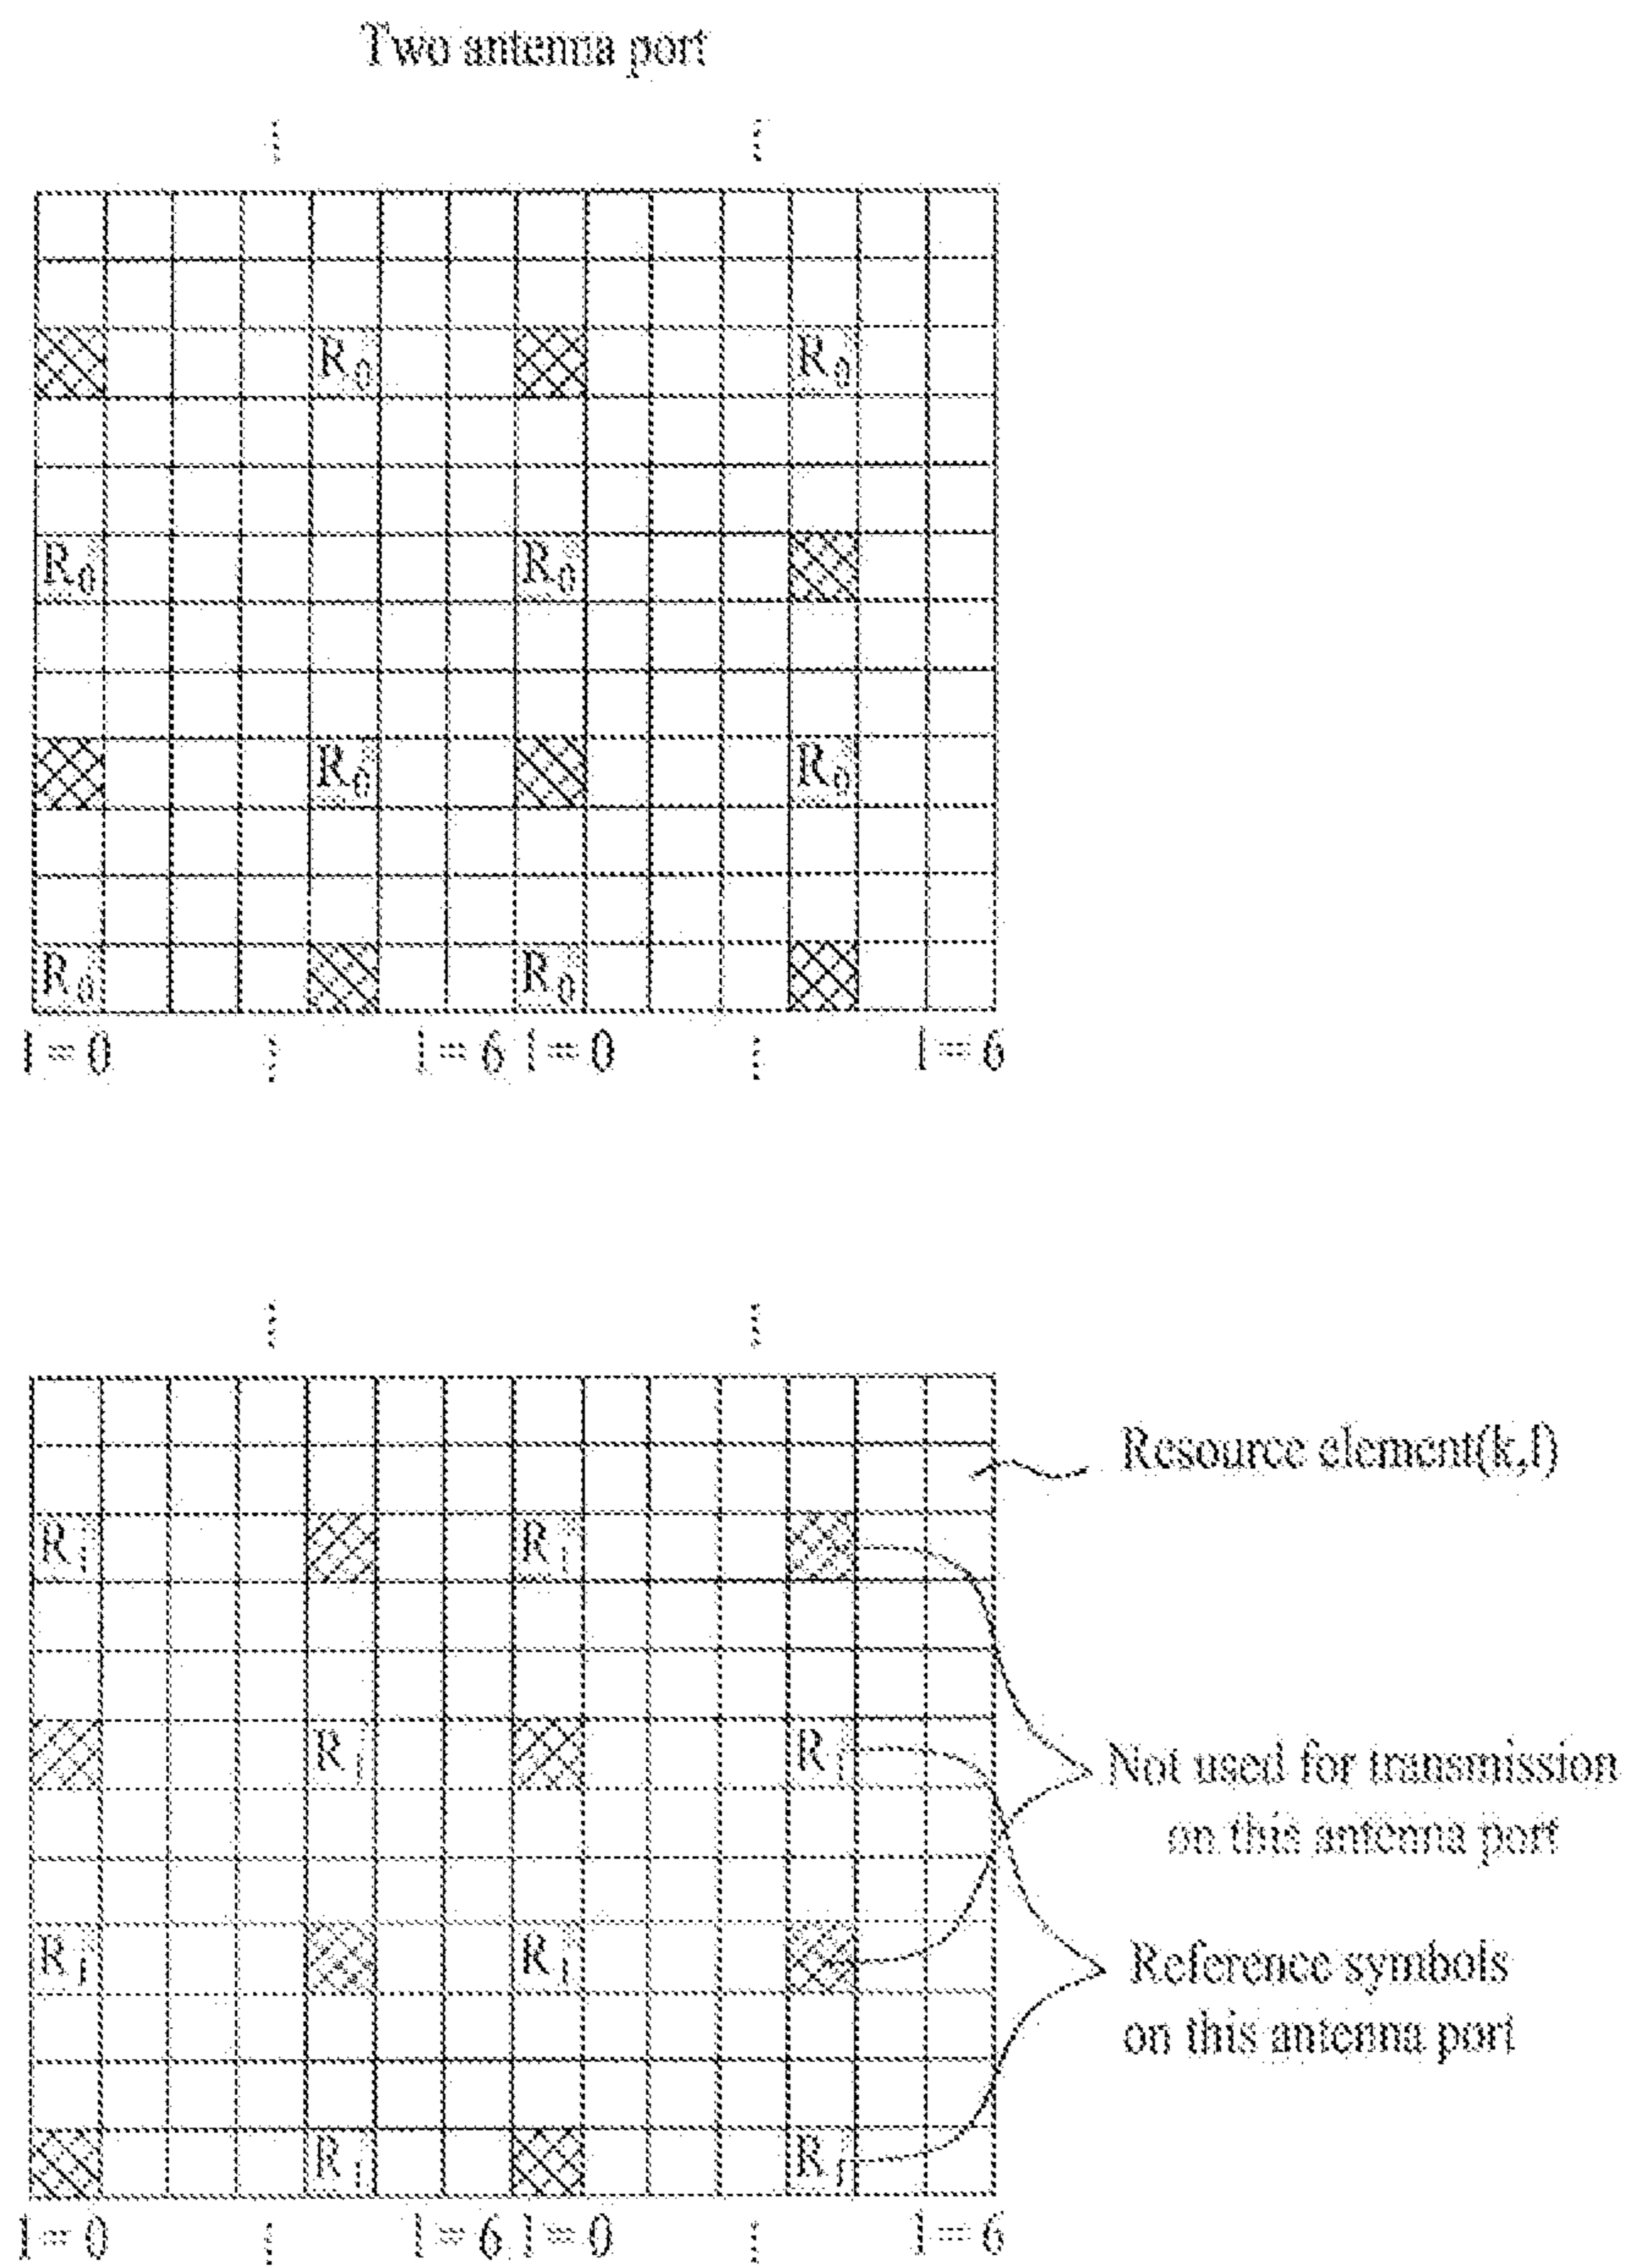 Two antenna port
R0 R0
R0 R0
R0 R0
R0 R0
l = 0 l = 6 l = 0 l = 6
Resource element(k,l)
R1 R1
R1 R1
Not used for transmission
on this antenna port
R1 R1
Reference symbols
on this antenna port
R1 R1
l = 0 l = 6 l = 0 l = 6